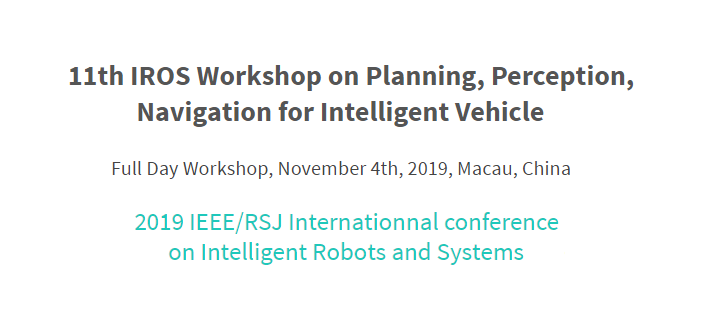 11th IROS Workshop on Planning, Perception,
Navigation for Intelligent Vehicle
Full Day Workshop, November 4th, 2019, Macau, China
2019 IEEE/RSJ Internationnal conference
on Intelligent Robots and Systems